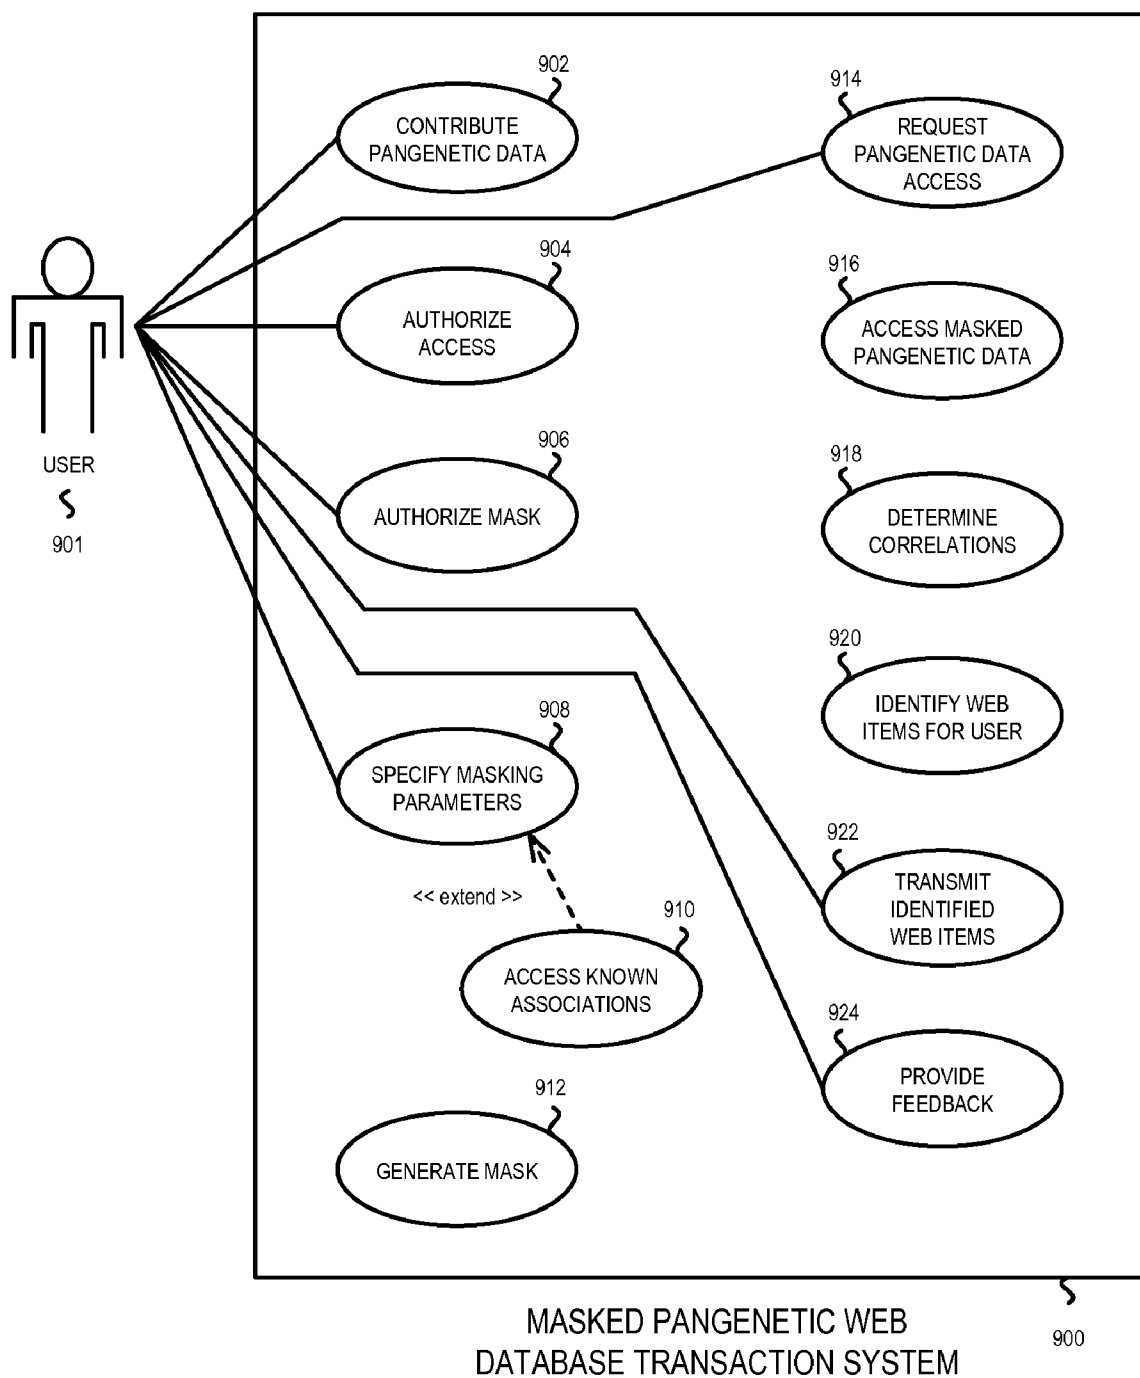 902
CONTRIBUTE
PANGENETIC DATA
914
REQUEST
PANGENETIC DATA
ACCESS
904
AUTHORIZE
ACCESS
916
ACCESS MASKED
PANGENETIC DATA
USER
901
906
AUTHORIZE MASK
918
DETERMINE
CORRELATIONS
920
IDENTIFY WEB
ITEMS FOR USER
908
SPECIFY MASKING
PARAMETERS
<< extend >>
910
ACCESS KNOWN
ASSOCIATIONS
922
TRANSMIT
IDENTIFIED
WEB ITEMS
924
PROVIDE
FEEDBACK
912
GENERATE MASK
MASKED PANGENETIC WEB
DATABASE TRANSACTION SYSTEM
900